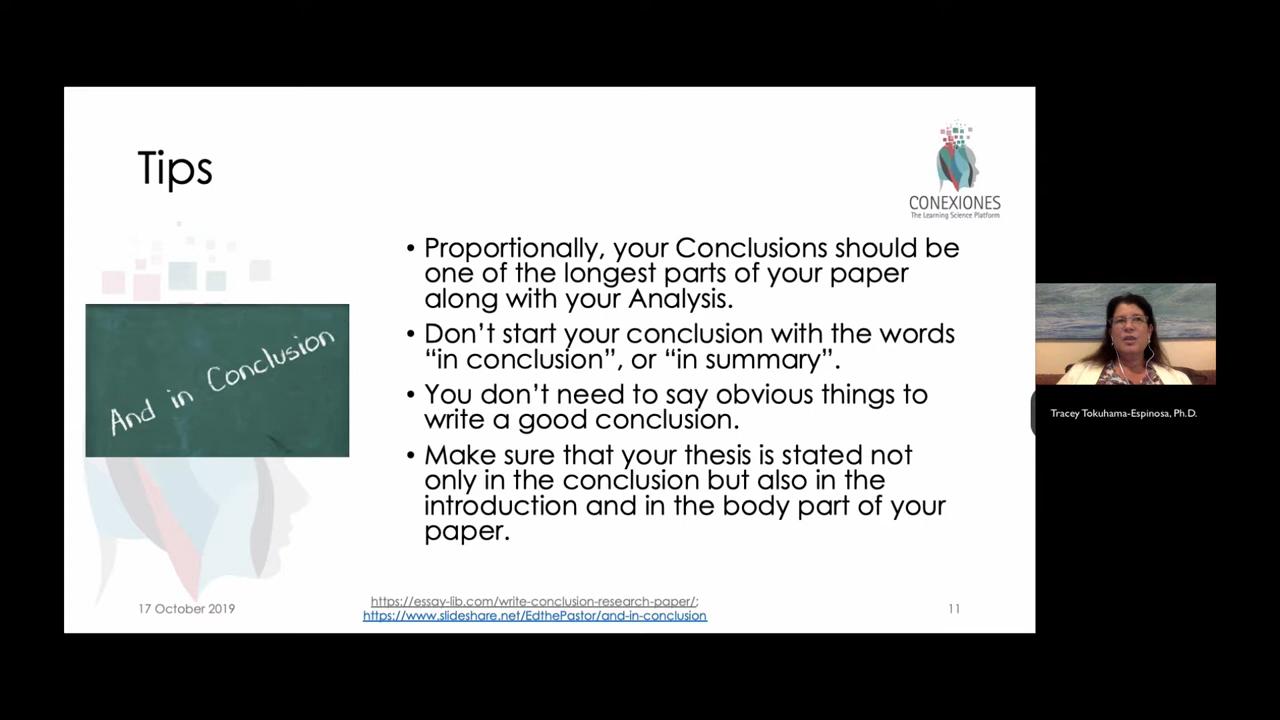 Tips
CONEXIONES
The Learning Science Platform
And in Conclusion
• Proportionally, your Conclusions should be
one of the longest parts of your paper
along with your Analysis.
• Don’t start your conclusion with the words
“in conclusion”, or “in summary”.
• You don’t need to say obvious things to
write a good conclusion.
• Make sure that your thesis is stated not
only in the conclusion but also in the
introduction and in the body part of your
paper.
Tracey Tokuhama-Espinosa, Ph.D.
17 October 2019
https://essay-lib.com/write-conclusion-research-paper/;
https://www.slideshare.net/EdthePastor/and-in-conclusion
11